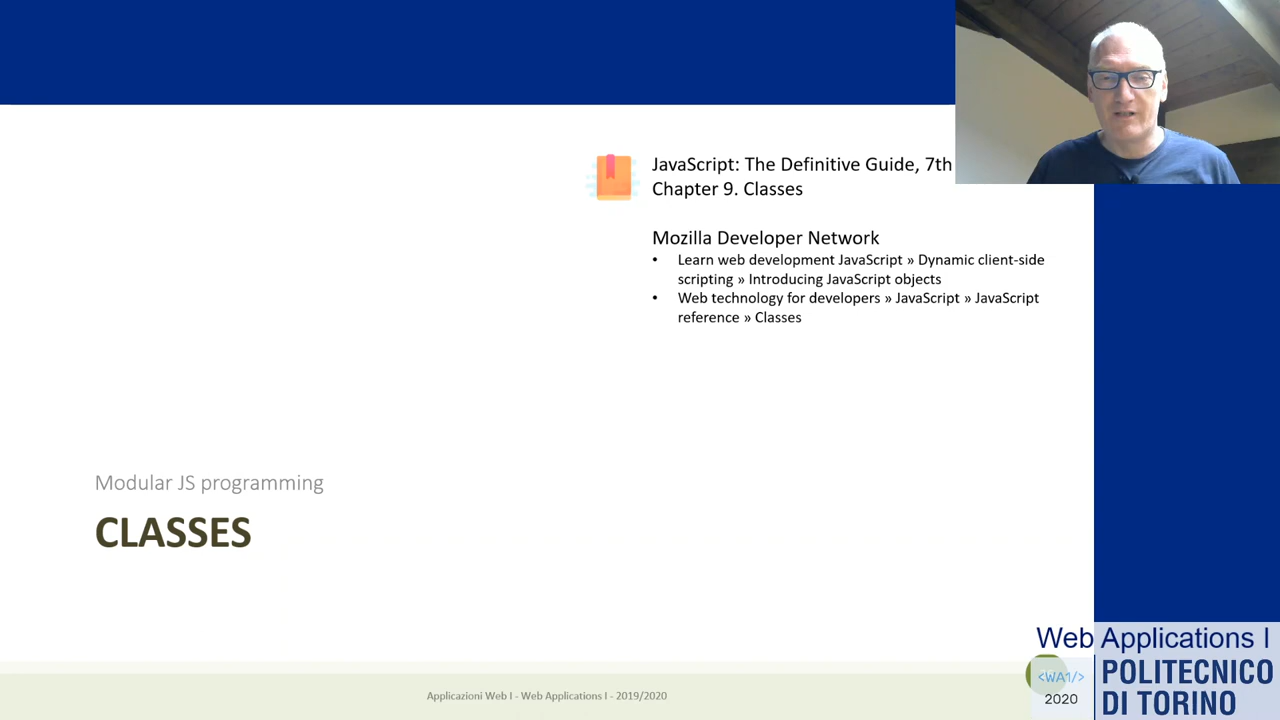 JavaScript: The Definitive Guide, 7th
Chapter 9. Classes
Mozilla Developer Network
• Learn web development JavaScript » Dynamic client-side
scripting » Introducing JavaScript objects
• Web technology for developers » JavaScript » JavaScript
reference » Classes
Modular JS programming
CLASSES
Applicazioni Web I - Web Applications I - 2019/2020
Web Applications I
<WA1/>
2020
POLITECNICO
DI TORINO